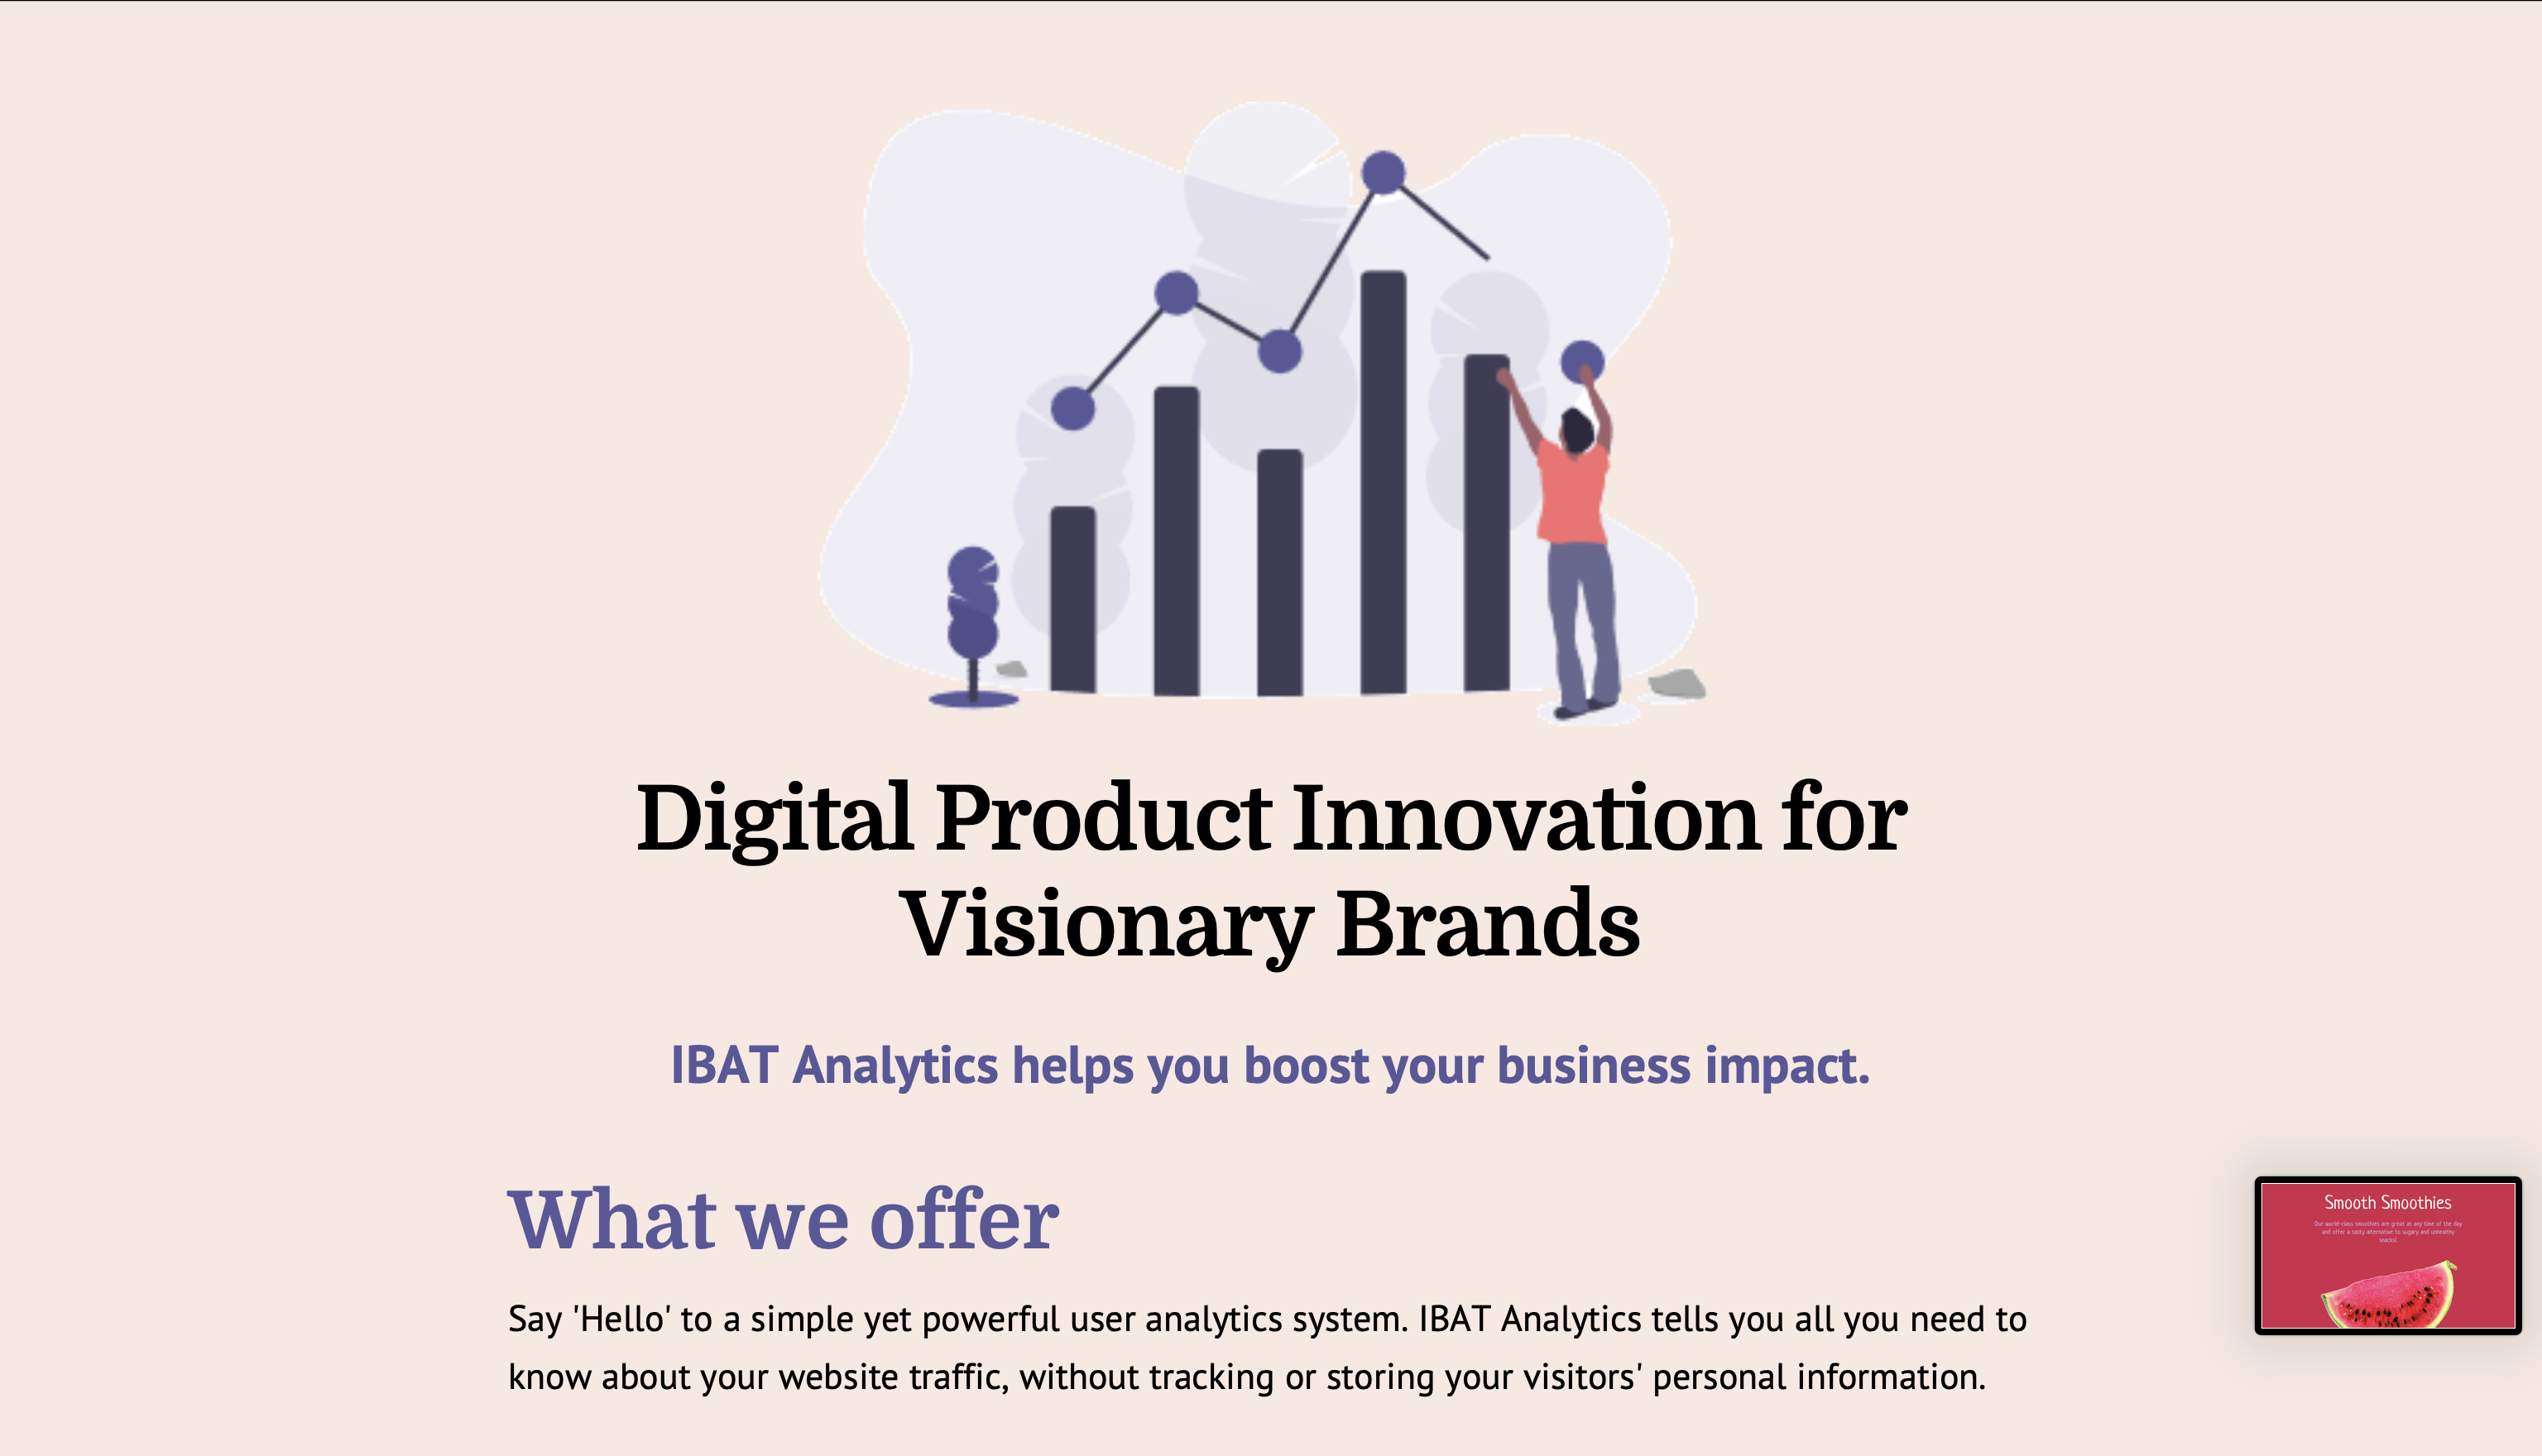 Digital Product Innovation for
Visionary Brands
IBAT Analytics helps you boost your business impact.
What we offer
Say 'Hello' to a simple yet powerful user analytics system. IBAT Analytics tells you all you need to
know about your website traffic, without tracking or storing your visitors' personal information.
Smooth Smoothies
Our world-class smoothies are great at any time of the day
and offer a tasty alternative to sugary and unhealthy
snacks!